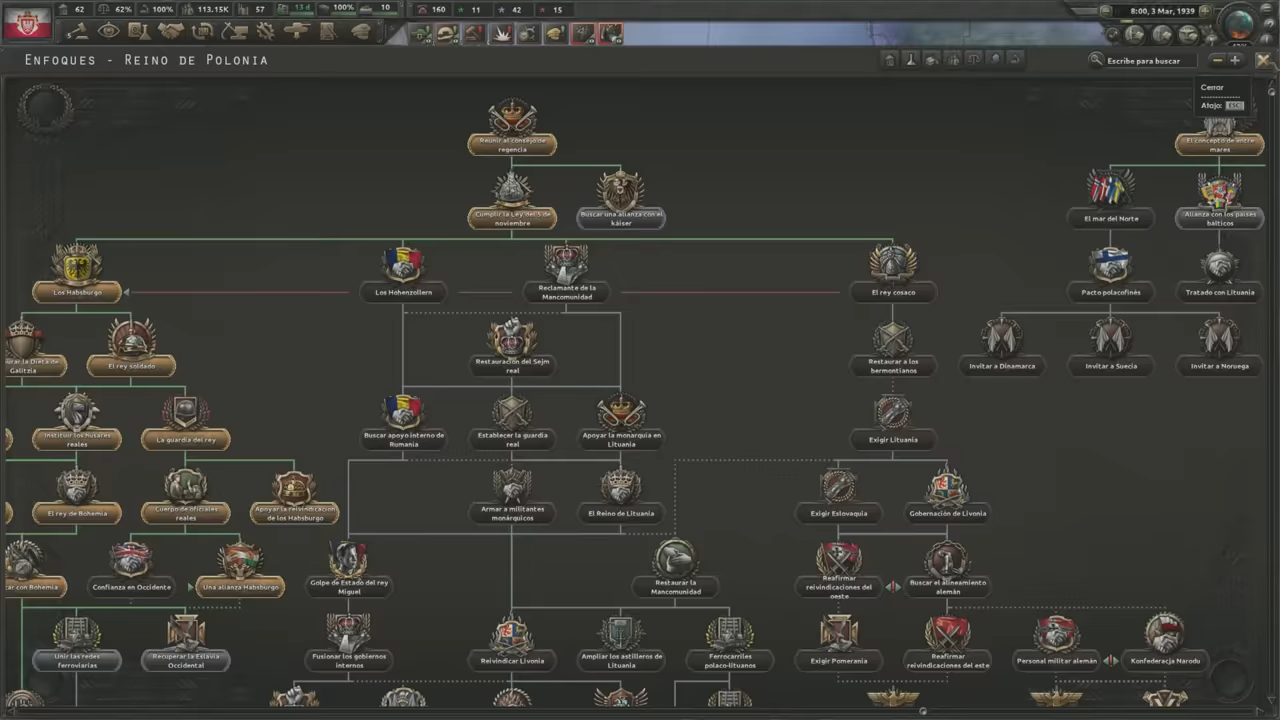 62 62% 100% 113,15K 57 13 d 100% 10 160 11 42 15
8:00, 3 Mar, 1939
Enfoques - Reino de Polonia
Escribe para buscar
Cerrar
Atajo: ESC
Reunir al consejo de
regencia
El concepto de entre
mares
Cumplir la Ley del 5 de
noviembre
Buscar una alianza con el
káiser
El mar del Norte
Alianza con los países
bálticos
Los Habsburgo
Los Hohenzollern
Reclamante de la
Mancomunidad
El rey cosaco
Pacto polacofinés
Tratado con Lituania
urar la Dieta de
Galitzia
El rey soldado
Restauración del Sejm
real
Restaurar a los
bermontianos
Invitar a Dinamarca
Invitar a Suecia
Invitar a Noruega
Instituir los húsares
reales
La guardia del rey
Buscar apoyo interno de
Rumanía
Establecer la guardia
real
Apoyar la monarquía en
Lituania
Exigir Lituania
El rey de Bohemia
Cuerpo de oficiales
reales
Apoyar la reivindicación
de los Habsburgo
Armar a militantes
monárquicos
El Reino de Lituania
Exigir Eslovaquia
Gobernación de Livonia
car con Bohemia
Confianza en Occidente
Una alianza Habsburgo
Golpe de Estado del rey
Miguel
Restaurar la
Mancomunidad
Reafirmar
reivindicaciones del
oeste
Buscar el alineamiento
alemán
Unir las redes
ferroviarias
Recuperar la Eslavia
Occidental
Fusionar los gobiernos
internos
Reivindicar Livonia
Ampliar los astilleros de
Lituania
Ferrocarriles
polaco-lituanos
Exigir Pomerania
Reafirmar
reivindicaciones del este
Personal militar alemán
Konfederacja Narodu